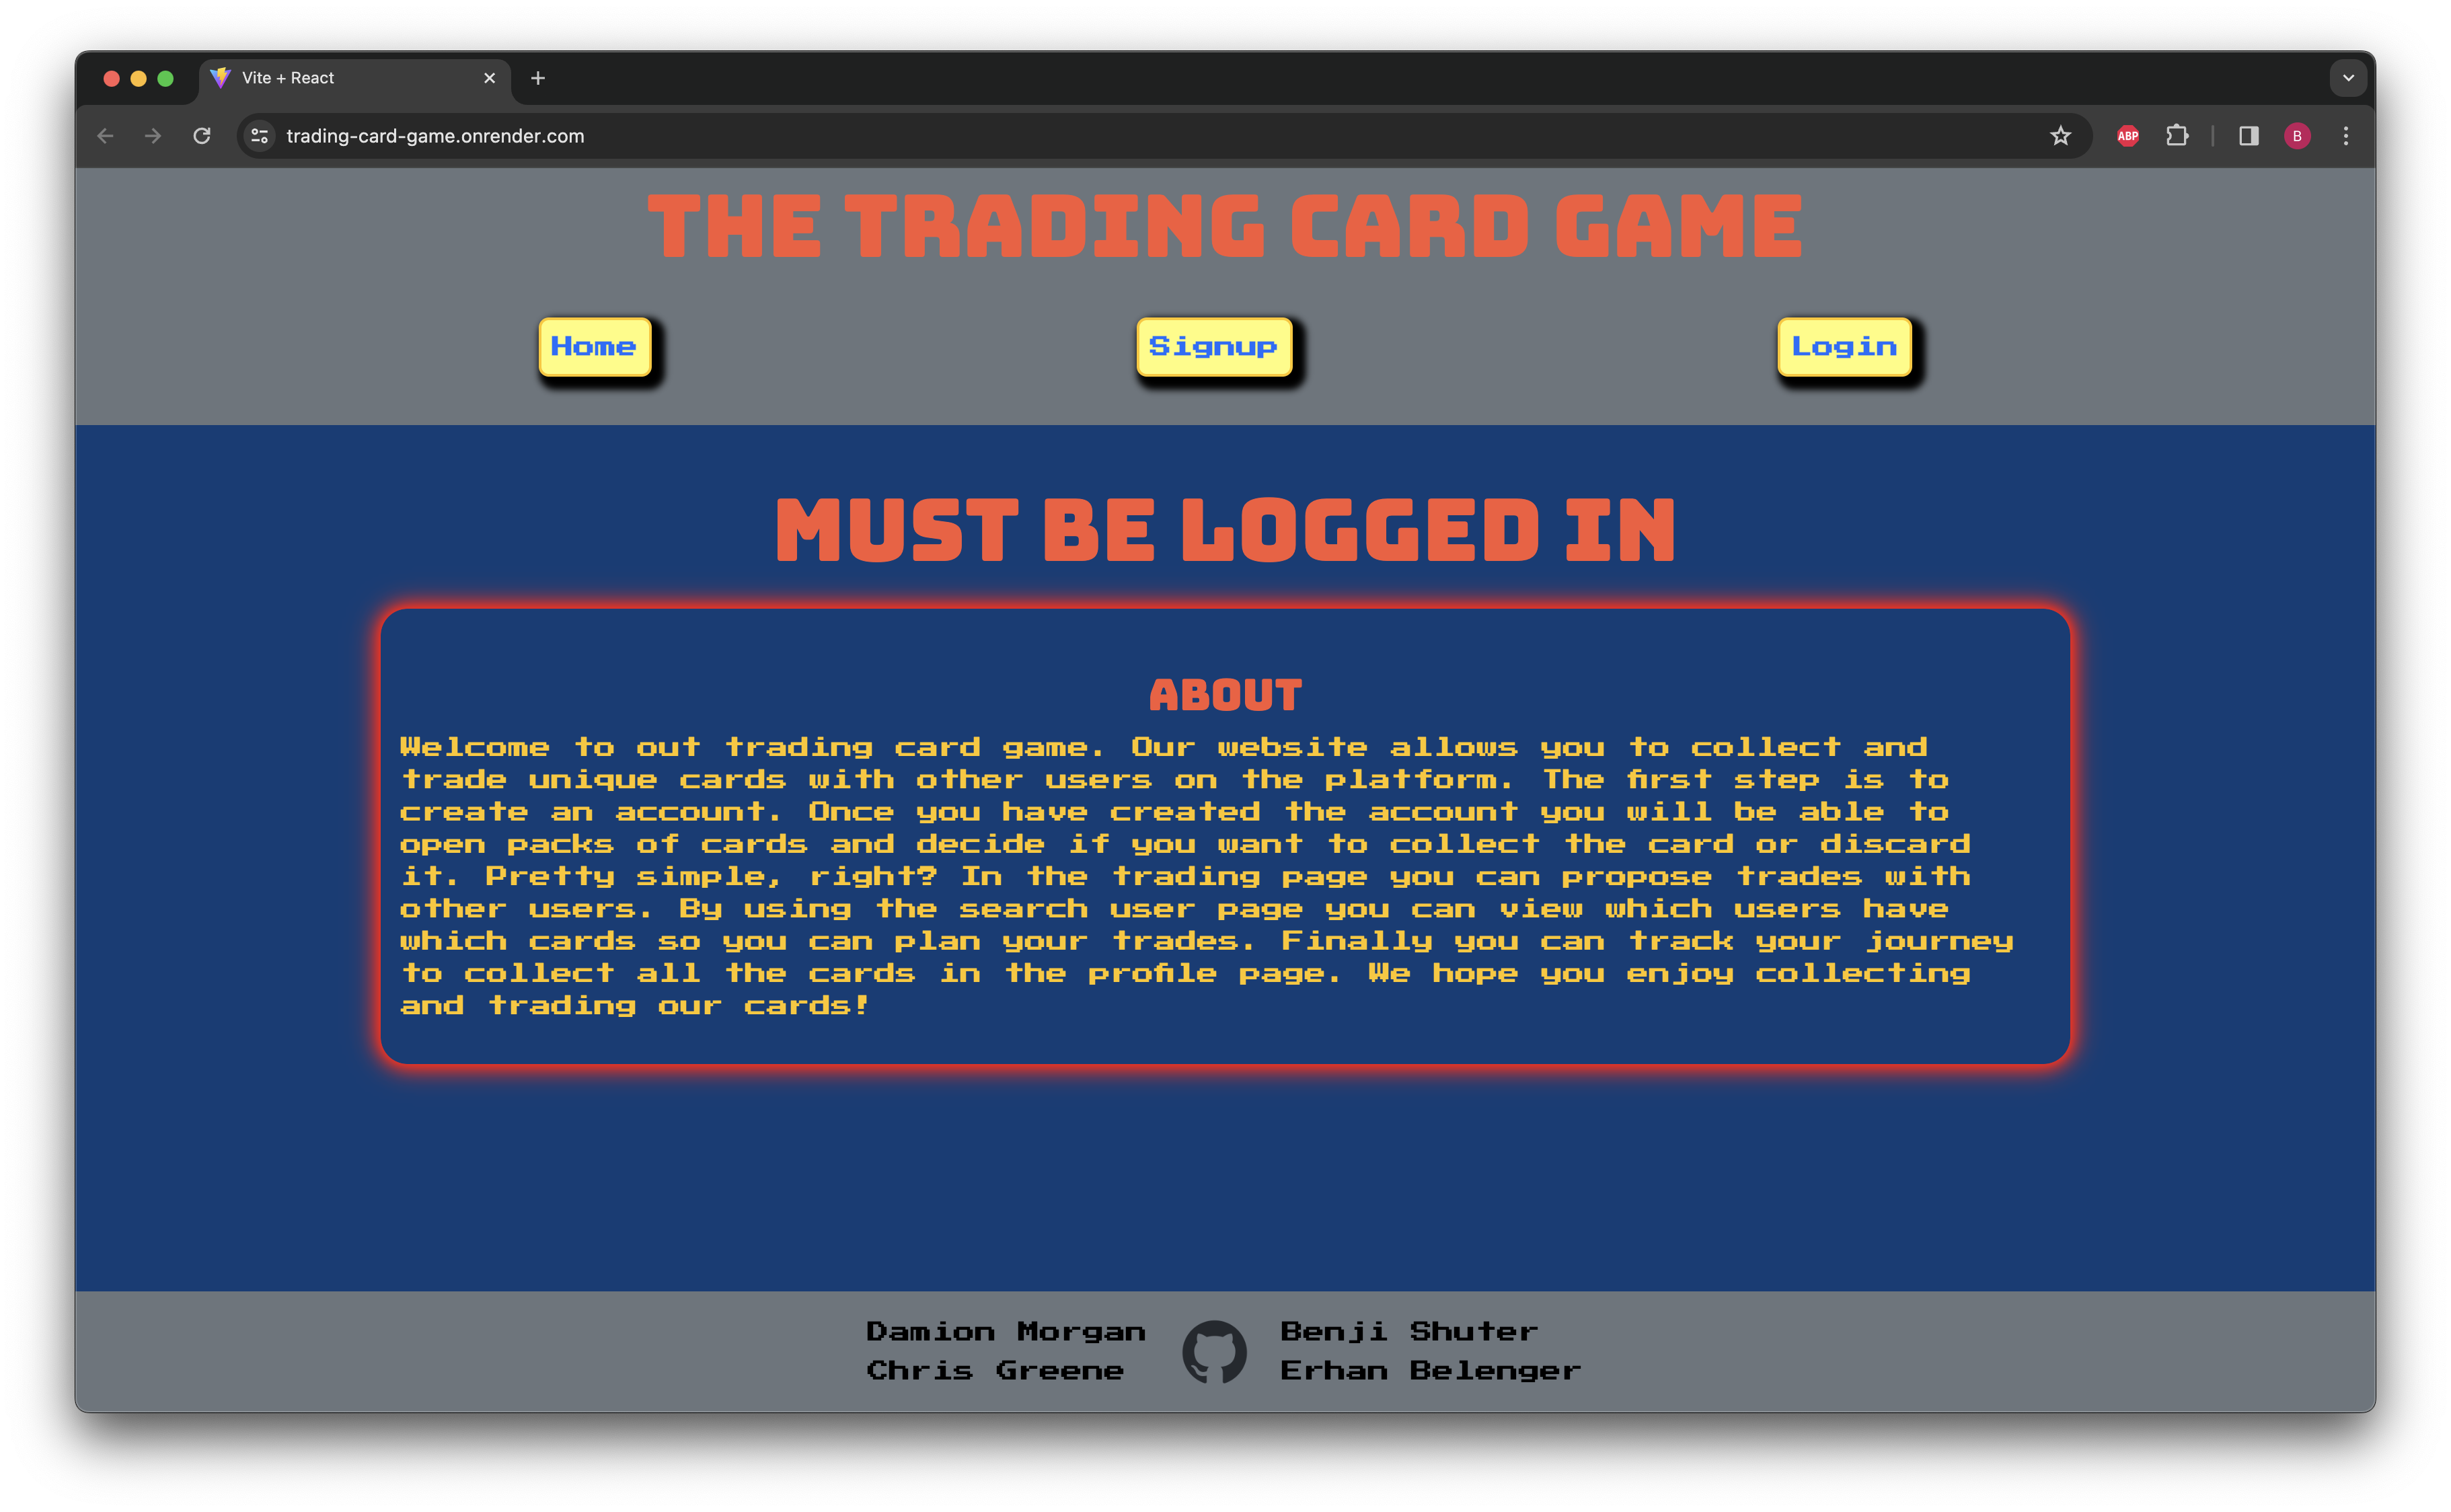 Vite + React
trading-card-game.onrender.com
ABP
B
THE TRADING CARD GAME
Home
Signup
Login
MUST BE LOGGED IN
ABOUT
Welcome to out trading card game. Our website allows you to collect and
trade unique cards with other users on the platform. The first step is to
create an account. Once you have created the account you will be able to
open packs of cards and decide if you want to collect the card or discard
it. Pretty simple, right? In the trading page you can propose trades with
other users. By using the search user page you can view which users have
which cards so you can plan your trades. Finally you can track your journey
to collect all the cards in the profile page. We hope you enjoy collecting
and trading our cards!
Damion Morgan
Chris Greene
Benji Shuter
Erhan Belenger